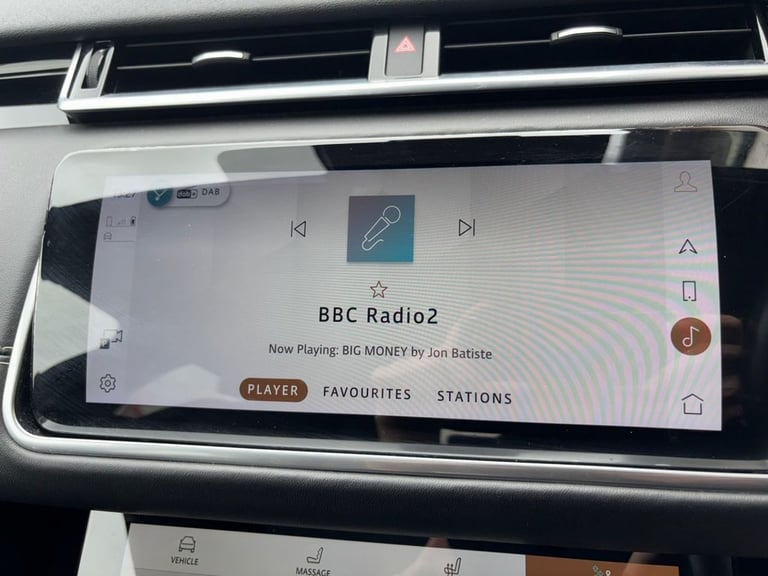 DAB
BBC Radio2
Now Playing: BIG MONEY by Jon Batiste
PLAYER FAVOURITES STATIONS
VEHICLE
MASSAGE